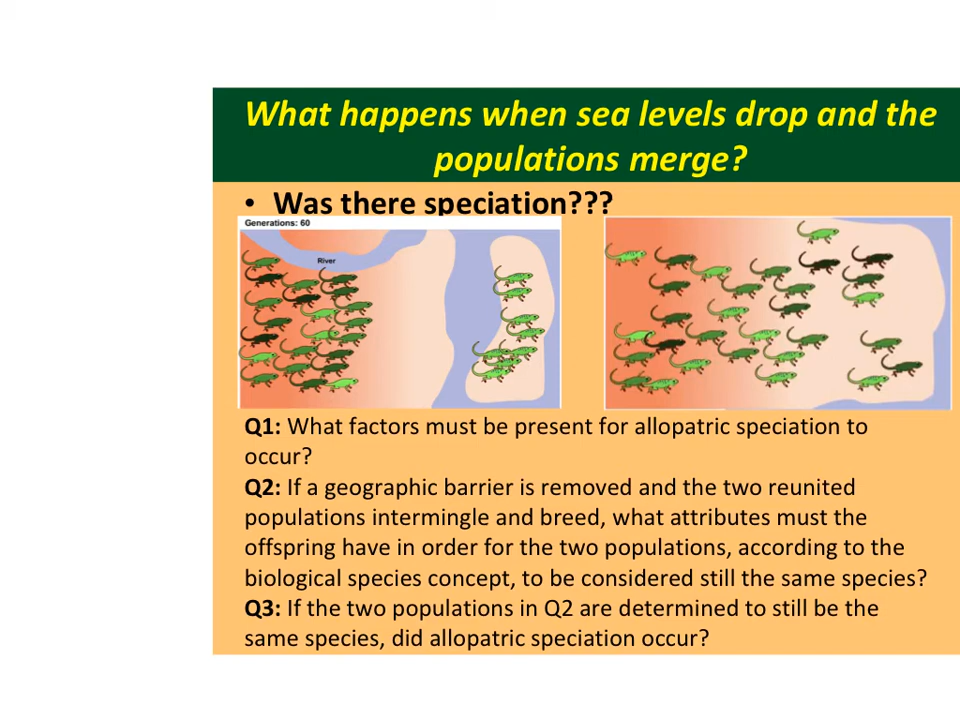 What happens when sea levels drop and the
populations merge?
• Was there speciation???
Generations: 60
River
Q1: What factors must be present for allopatric speciation to
occur?
Q2: If a geographic barrier is removed and the two reunited
populations intermingle and breed, what attributes must the
offspring have in order for the two populations, according to the
biological species concept, to be considered still the same species?
Q3: If the two populations in Q2 are determined to still be the
same species, did allopatric speciation occur?